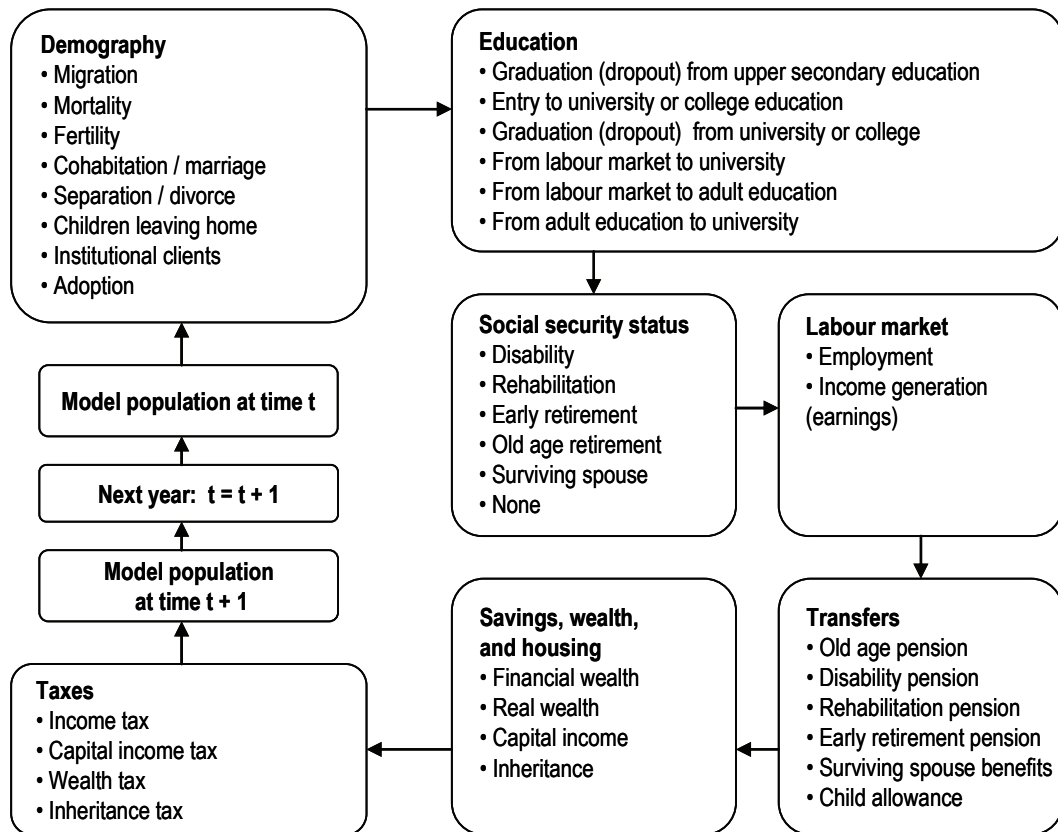 Demography
• Migration
• Mortality
• Fertility
• Cohabitation / marriage
• Separation / divorce
• Children leaving home
• Institutional clients
• Adoption
Education
• Graduation (dropout) from upper secondary education
• Entry to university or college education
• Graduation (dropout)  from university or college
• From labour market to university
• From labour market to adult education
• From adult education to university
Social security status
• Disability
• Rehabilitation
• Early retirement
• Old age retirement
• Surviving spouse
• None
Labour market
• Employment
• Income generation
(earnings)
Model population at time t
Next year:  t = t + 1
Model population
at time t + 1
Taxes
• Income tax
• Capital income tax
• Wealth tax
• Inheritance tax
Savings, wealth,
and housing
• Financial wealth
• Real wealth
• Capital income
• Inheritance
Transfers
• Old age pension
• Disability pension
• Rehabilitation pension
• Early retirement pension
• Surviving spouse benefits
• Child allowance